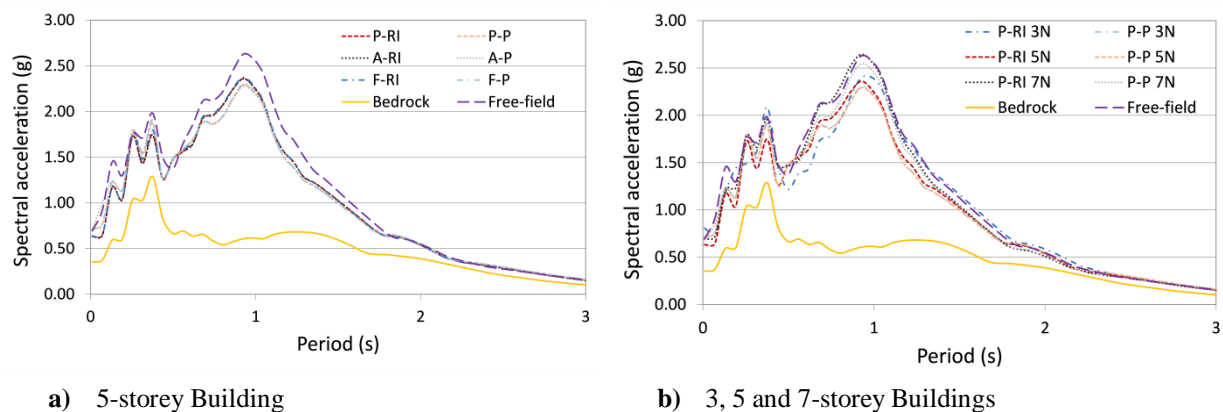 3.00
2.50
2.00
1.50
1.00
0.50
0.00
Spectral acceleration (g)
P-RI P-P
A-RI A-P
F-RI F-P
Bedrock Free-field
0 1 2 3
Period (s)
a) 5-storey Building
3.00
2.50
2.00
1.50
1.00
0.50
0.00
Spectral acceleration (g)
P-RI 3N P-P 3N
P-RI 5N P-P 5N
P-RI 7N P-P 7N
Bedrock Free-field
0 1 2 3
Period (s)
b) 3, 5 and 7-storey Buildings